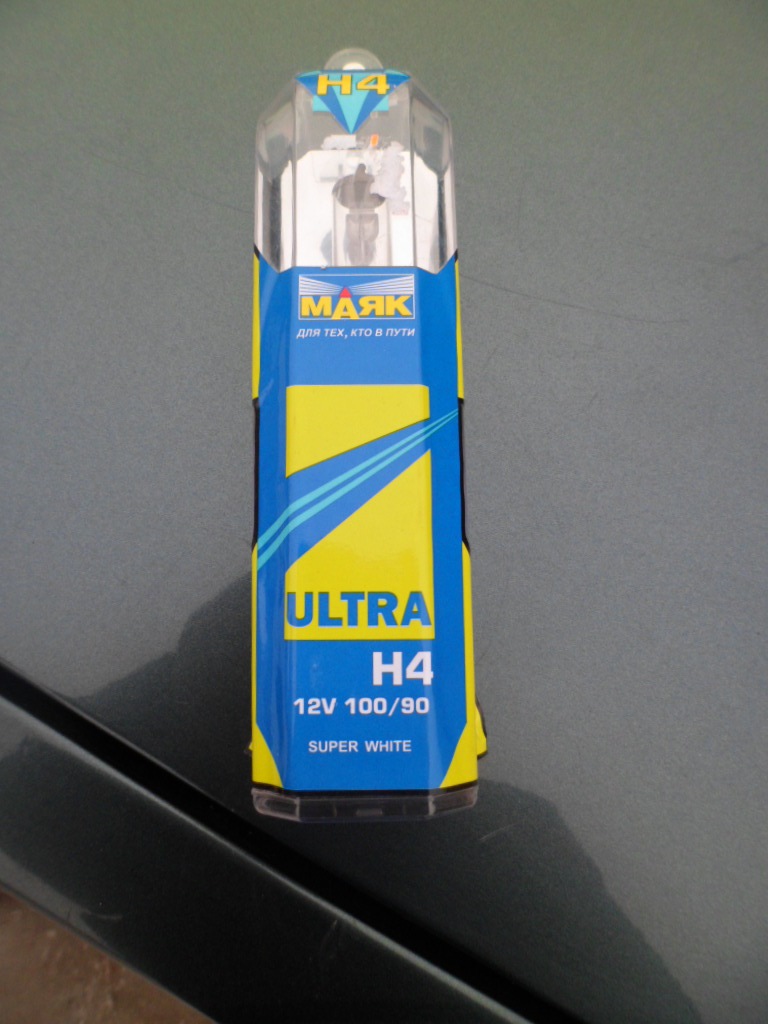 H4
МАЯК
ДЛЯ ТЕХ, КТО В ПУТИ
ULTRA
H4
12V 100/90
SUPER WHITE